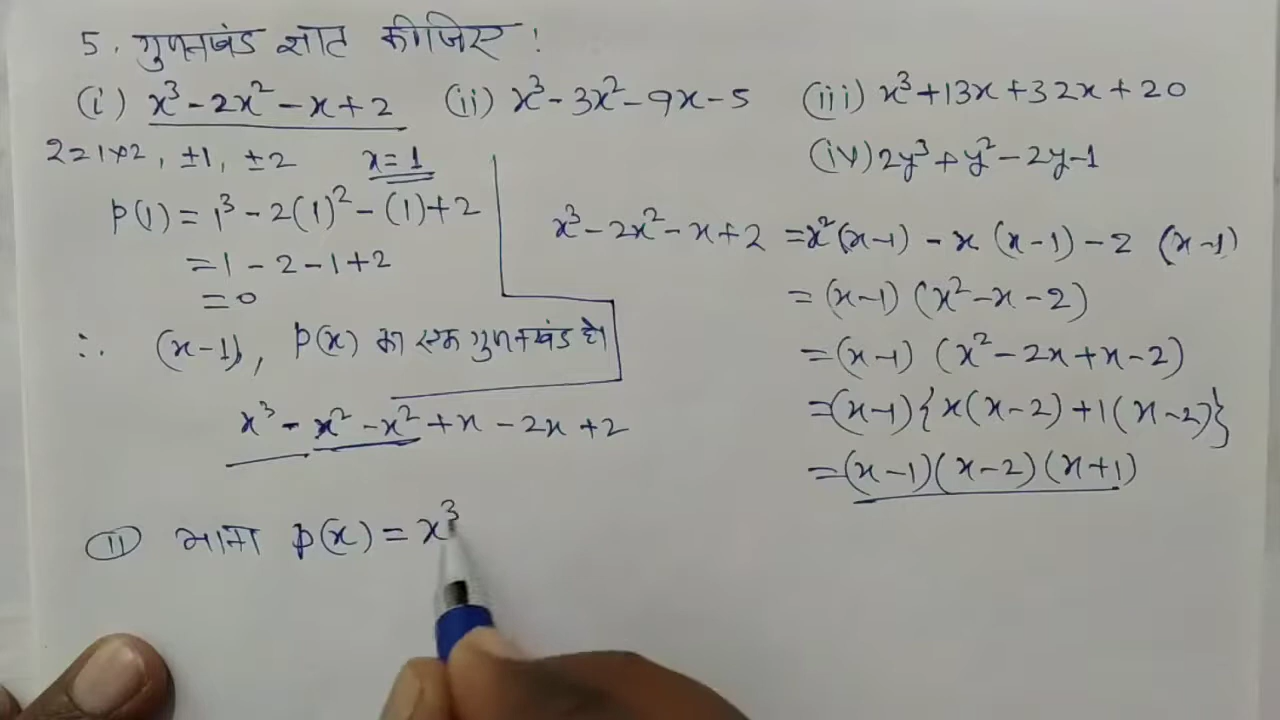 5. गुणनखंड ज्ञात कीजिए :
(i) x³ - 2x² - x + 2 (ii) x³ - 3x² - 9x - 5 (iii) x³ + 13x + 32x + 20
(iv) 2y³ + y² - 2y - 1
2 = 1×2, ±1, ±2 x = 1
p(1) = 1³ - 2(1)² - (1) + 2
= 1 - 2 - 1 + 2
= 0
∴ (x-1), p(x) का एक गुणनखंड है।
x³ - x² - x² + x - 2x + 2
x³ - 2x² - x + 2 = x²(x-1) - x (x-1) - 2 (x-1)
= (x-1) (x² - x - 2)
= (x-1) (x² - 2x + x - 2)
= (x-1) {x(x-2) + 1(x-2)}
= (x-1)(x-2)(x+1)
(ii) माना p(x) = x³